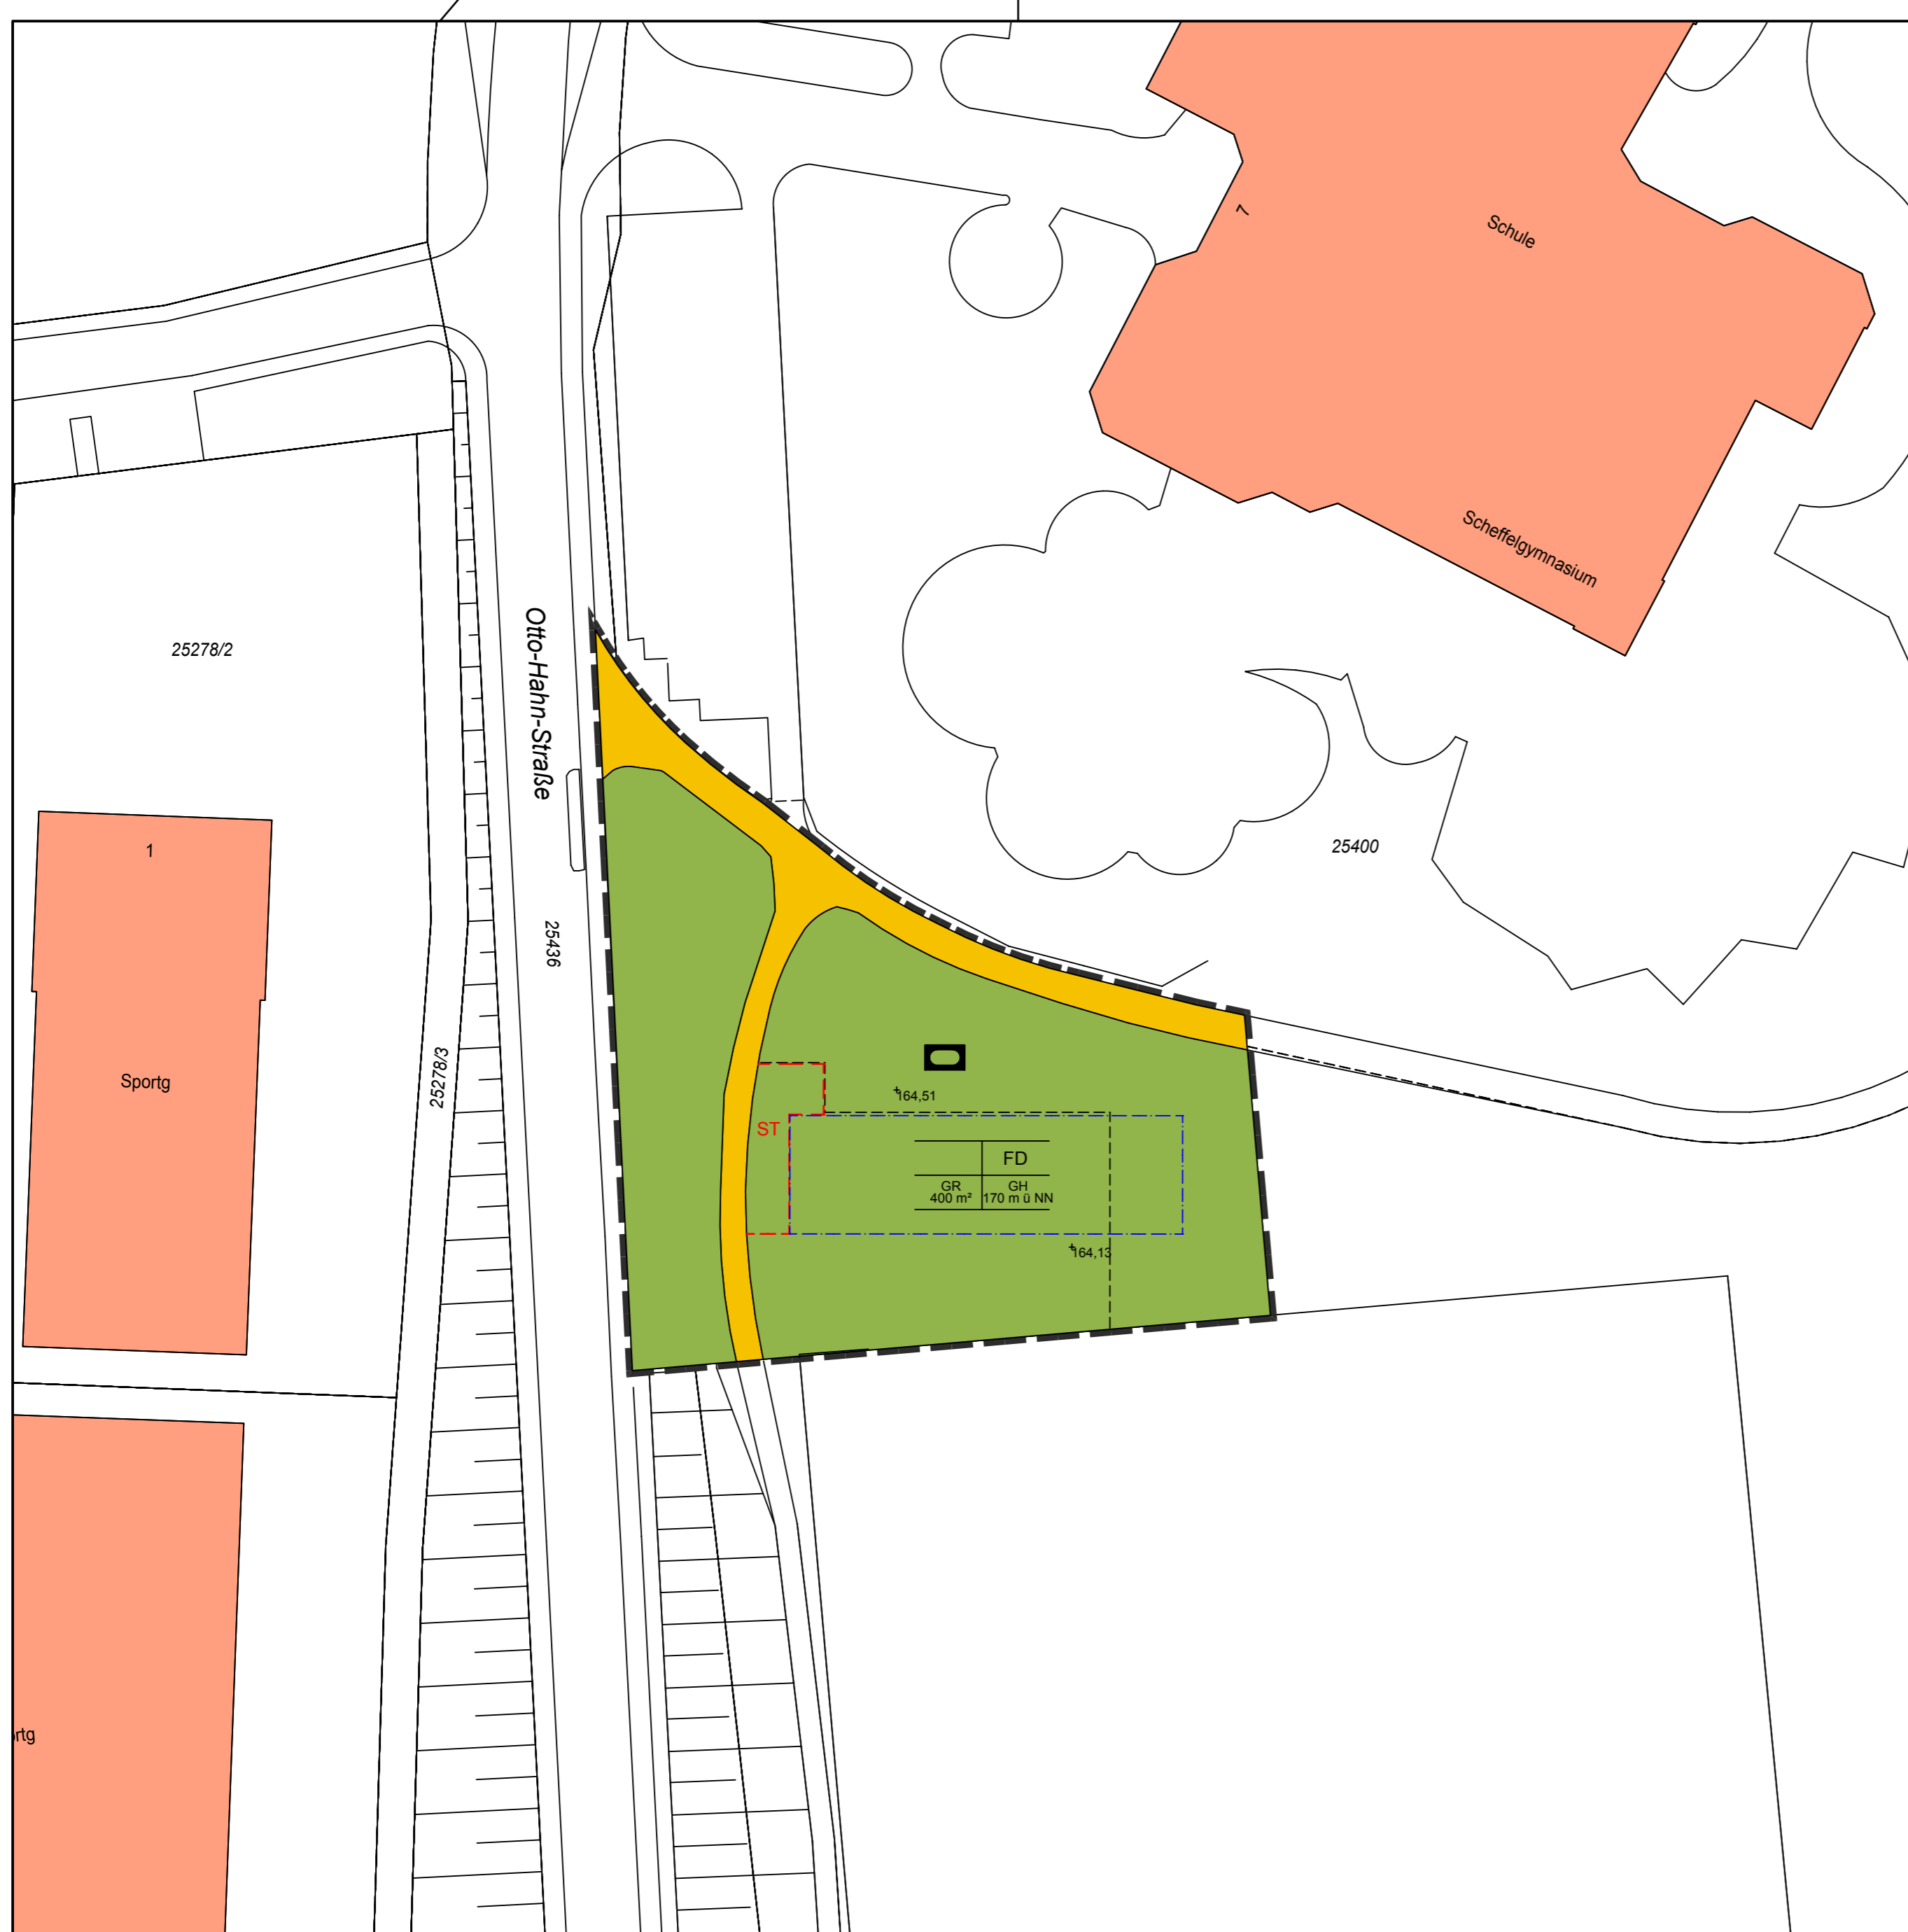 7
Schule
Scheffelgymnasium
25278/2
Otto-Hahn-Straße
1
25400
25436
25278/3
Sportg
164,51
ST
FD
GR
400 m²
GH
170 m ü NN
164,13
rtg